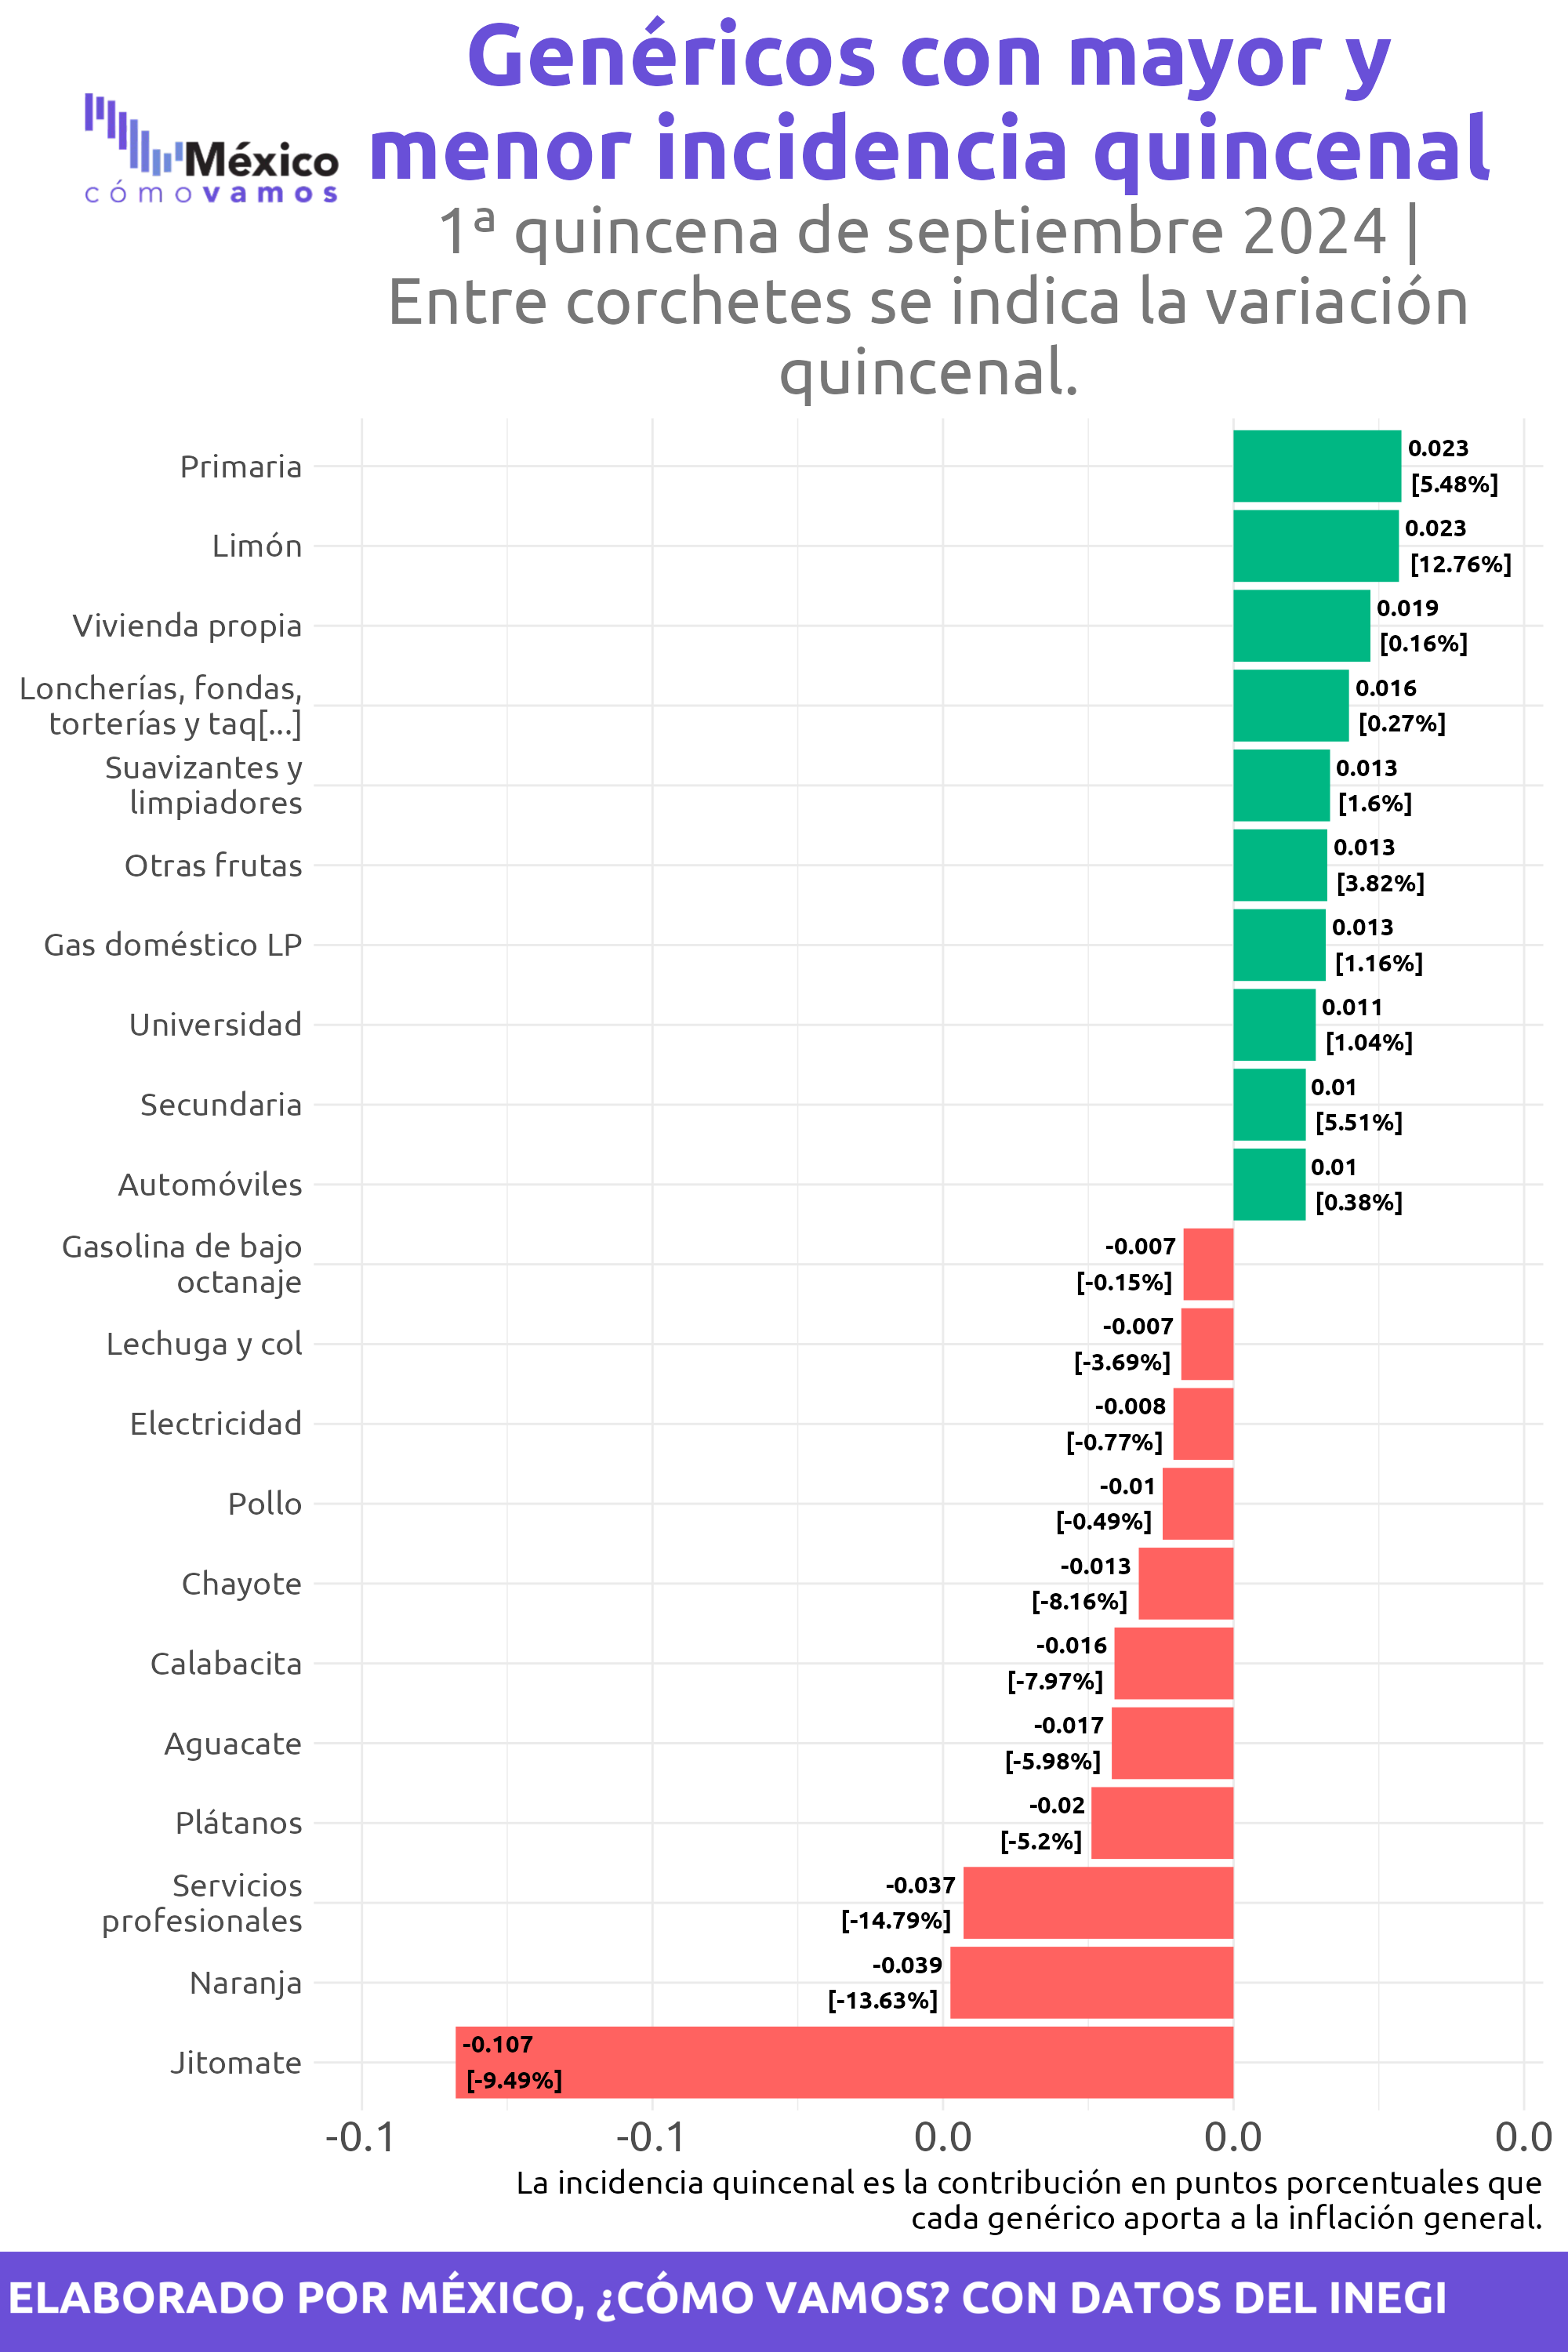 Genéricos con mayor y
menor incidencia quincenal
México
cómovamos
1ª quincena de septiembre 2024 |
Entre corchetes se indica la variación
quincenal.
Primaria
0.023
[5.48%]
Limón
0.023
[12.76%]
Vivienda propia
0.019
[0.16%]
Loncherías, fondas,
torterías y taq[...]
0.016
[0.27%]
Suavizantes y
limpiadores
0.013
[1.6%]
Otras frutas
0.013
[3.82%]
Gas doméstico LP
0.013
[1.16%]
Universidad
0.011
[1.04%]
Secundaria
0.01
[5.51%]
Automóviles
0.01
[0.38%]
Gasolina de bajo
octanaje
-0.007
[-0.15%]
Lechuga y col
-0.007
[-3.69%]
Electricidad
-0.008
[-0.77%]
Pollo
-0.01
[-0.49%]
Chayote
-0.013
[-8.16%]
Calabacita
-0.016
[-7.97%]
Aguacate
-0.017
[-5.98%]
Plátanos
-0.02
[-5.2%]
Servicios
profesionales
-0.037
[-14.79%]
Naranja
-0.039
[-13.63%]
Jitomate
-0.107
[-9.49%]
-0.1 -0.1 0.0 0.0 0.0
La incidencia quincenal es la contribución en puntos porcentuales que
cada genérico aporta a la inflación general.
ELABORADO POR MÉXICO, ¿CÓMO VAMOS? CON DATOS DEL INEGI